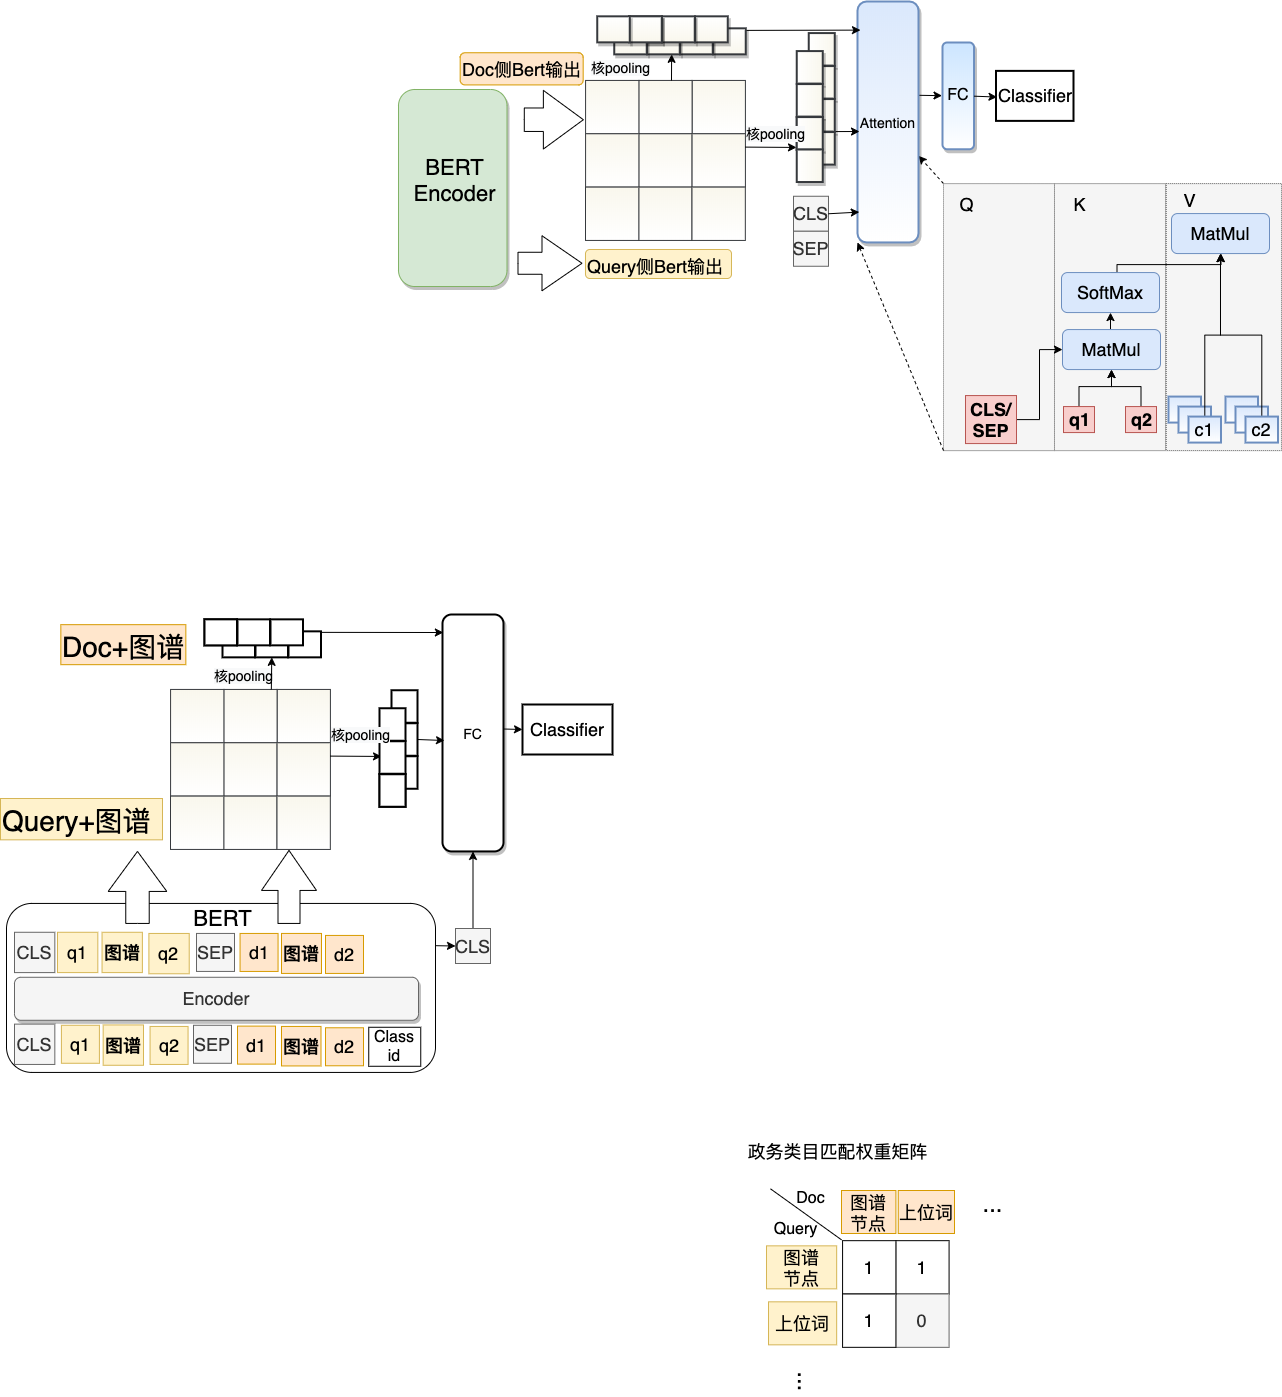 Doc侧Bert输出
核pooling
BERT
Encoder
核pooling
Query侧Bert输出
CLS
SEP
Attention
FC
Classifier
Q
K
V
MatMul
SoftMax
MatMul
CLS/
SEP
q1
q2
c1
c2
Doc+图谱
核pooling
核pooling
FC
Classifier
Query+图谱
BERT
CLS
q1
图谱
q2
SEP
d1
图谱
d2
CLS
Encoder
CLS
q1
图谱
q2
SEP
d1
图谱
d2
Class
id
政务类目匹配权重矩阵
Doc
Query
图谱
节点
上位词
...
图谱
节点
1
1
上位词
1
0
...